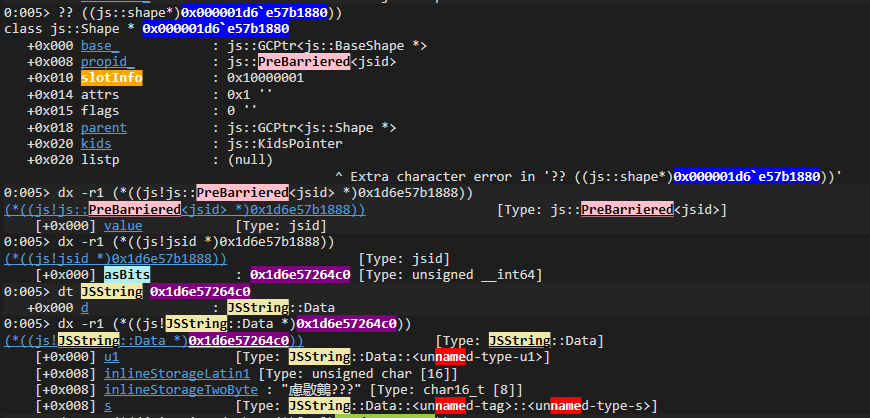 0:005> ?? ((js::shape*)0x000001d6`e57b1880))
class js::Shape * 0x000001d6`e57b1880
+0x000 base_ : js::GCPtr<js::BaseShape *>
+0x008 propid_ : js::PreBarriered<jsid>
+0x010 slotInfo : 0x10000001
+0x014 attrs : 0x1 ''
+0x015 flags : 0 ''
+0x018 parent : js::GCPtr<js::Shape *>
+0x020 kids : js::KidsPointer
+0x020 listp : (null)
^ Extra character error in '?? ((js::shape*)0x000001d6`e57b1880))'
0:005> dx -r1 (*((js!js::PreBarriered<jsid> *)0x1d6e57b1888))
(*((js!js::PreBarriered<jsid> *)0x1d6e57b1888)) [Type: js::PreBarriered<jsid>]
[+0x000] value [Type: jsid]
0:005> dx -r1 (*((js!jsid *)0x1d6e57b1888))
(*((js!jsid *)0x1d6e57b1888)) [Type: jsid]
[+0x000] asBits : 0x1d6e57264c0 [Type: unsigned __int64]
0:005> dt JSString 0x1d6e57264c0
+0x000 d : JSString::Data
0:005> dx -r1 (*((js!JSString::Data *)0x1d6e57264c0))
(*((js!JSString::Data *)0x1d6e57264c0)) [Type: JSString::Data]
[+0x000] u1 [Type: JSString::Data::<unnamed-type-u1>]
[+0x008] inlineStorageLatin1 [Type: unsigned char [16]]
[+0x008] inlineStorageTwoByte : "???" [Type: char16_t [8]]
[+0x008] s [Type: JSString::Data::<unnamed-tag>::<unnamed-type-s>]